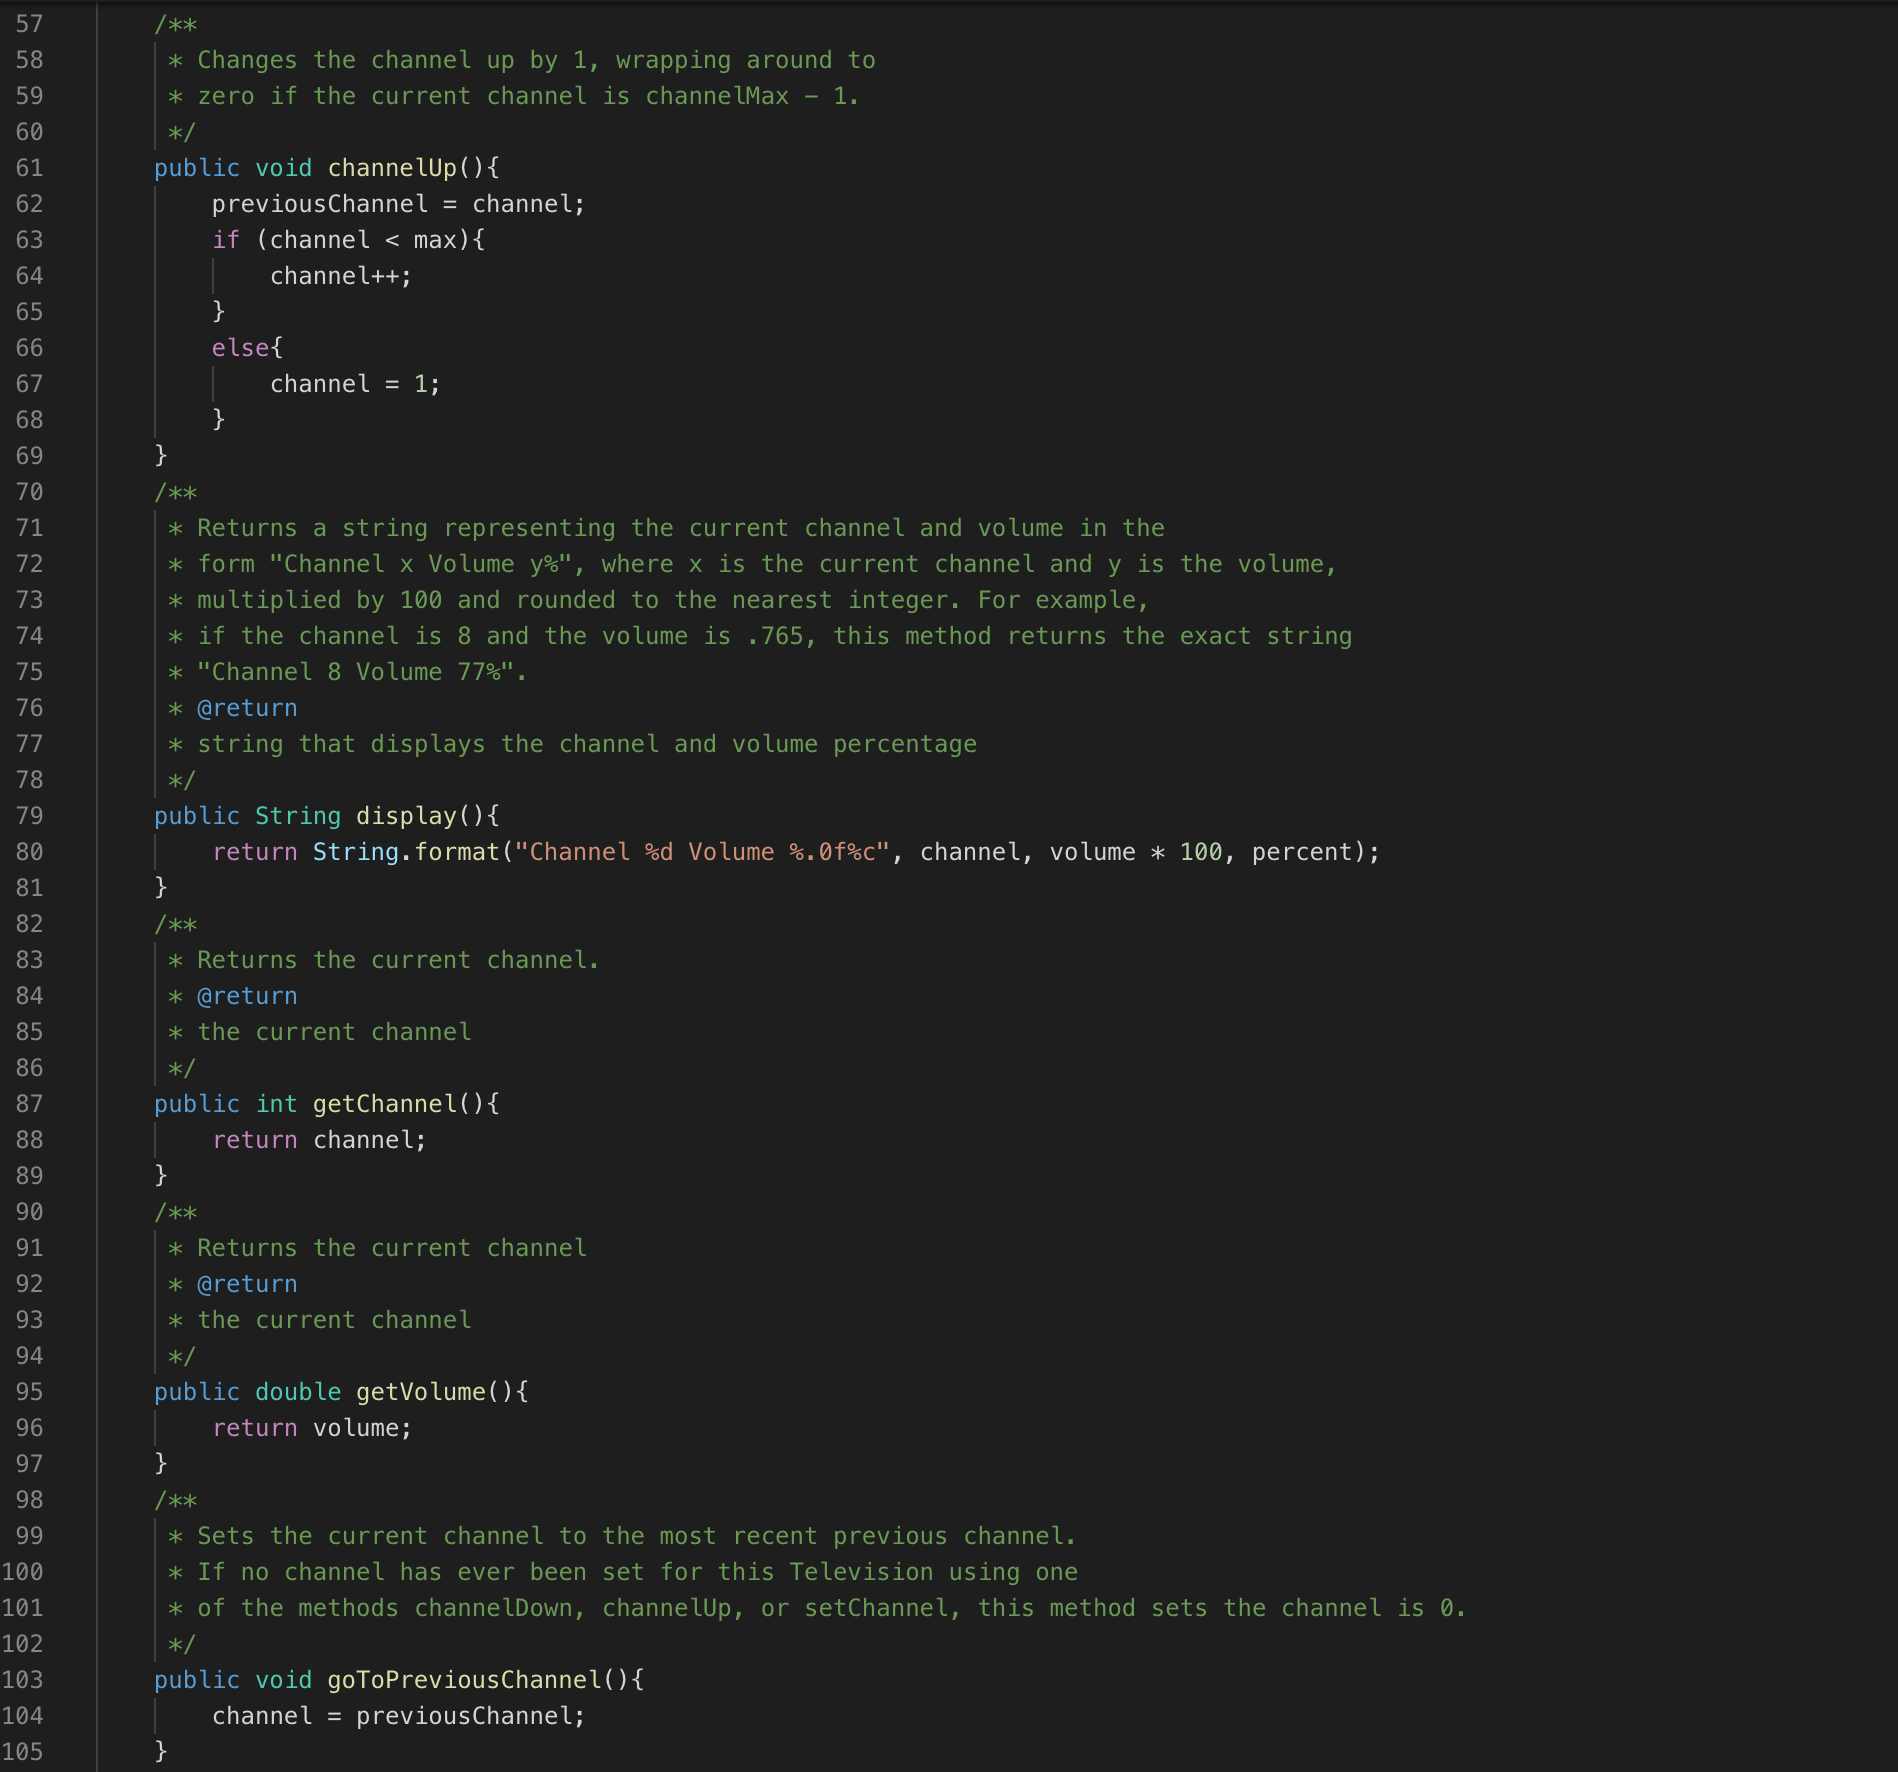 57 /**
58 * Changes the channel up by 1, wrapping around to
59 * zero if the current channel is channelMax - 1.
60 */
61 public void channelUp(){
62 previousChannel = channel;
63 if (channel < max){
64 channel++;
65 }
66 else{
67 channel = 1;
68 }
69 }
70 /**
71 * Returns a string representing the current channel and volume in the
72 * form "Channel x Volume y%", where x is the current channel and y is the volume,
73 * multiplied by 100 and rounded to the nearest integer. For example,
74 * if the channel is 8 and the volume is .765, this method returns the exact string
75 * "Channel 8 Volume 77%".
76 * @return
77 * string that displays the channel and volume percentage
78 */
79 public String display(){
80 return String.format("Channel %d Volume %.0f%c", channel, volume * 100, percent);
81 }
82 /**
83 * Returns the current channel.
84 * @return
85 * the current channel
86 */
87 public int getChannel(){
88 return channel;
89 }
90 /**
91 * Returns the current channel
92 * @return
93 * the current channel
94 */
95 public double getVolume(){
96 return volume;
97 }
98 /**
99 * Sets the current channel to the most recent previous channel.
100 * If no channel has ever been set for this Television using one
101 * of the methods channelDown, channelUp, or setChannel, this method sets the channel is 0.
102 */
103 public void goToPreviousChannel(){
104 channel = previousChannel;
105 }